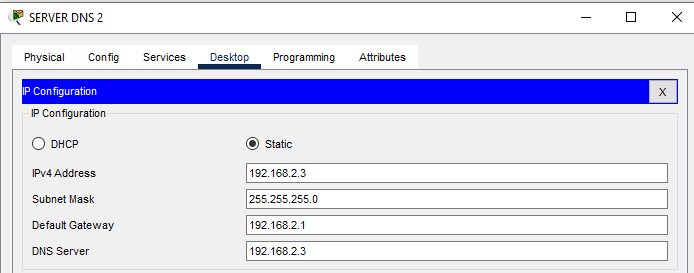 SERVER DNS 2
Physical Config Services Desktop Programming Attributes
IP Configuration X
IP Configuration
DHCP Static
IPv4 Address 192.168.2.3
Subnet Mask 255.255.255.0
Default Gateway 192.168.2.1
DNS Server 192.168.2.3